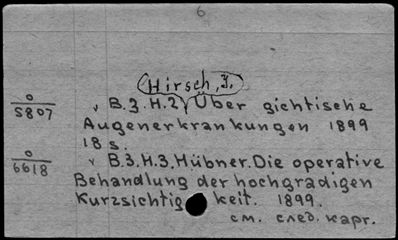 6
Hirsch, J.
O
5807
v B.3.H.2, Über gichtische
Augenerkrankungen 1899
18 s.
O
6618
v B.3.H.3, Hübner. Die operative
Behandlung der hochgradigen
Kurzsichtig keit. 1899.
см. след. карт.